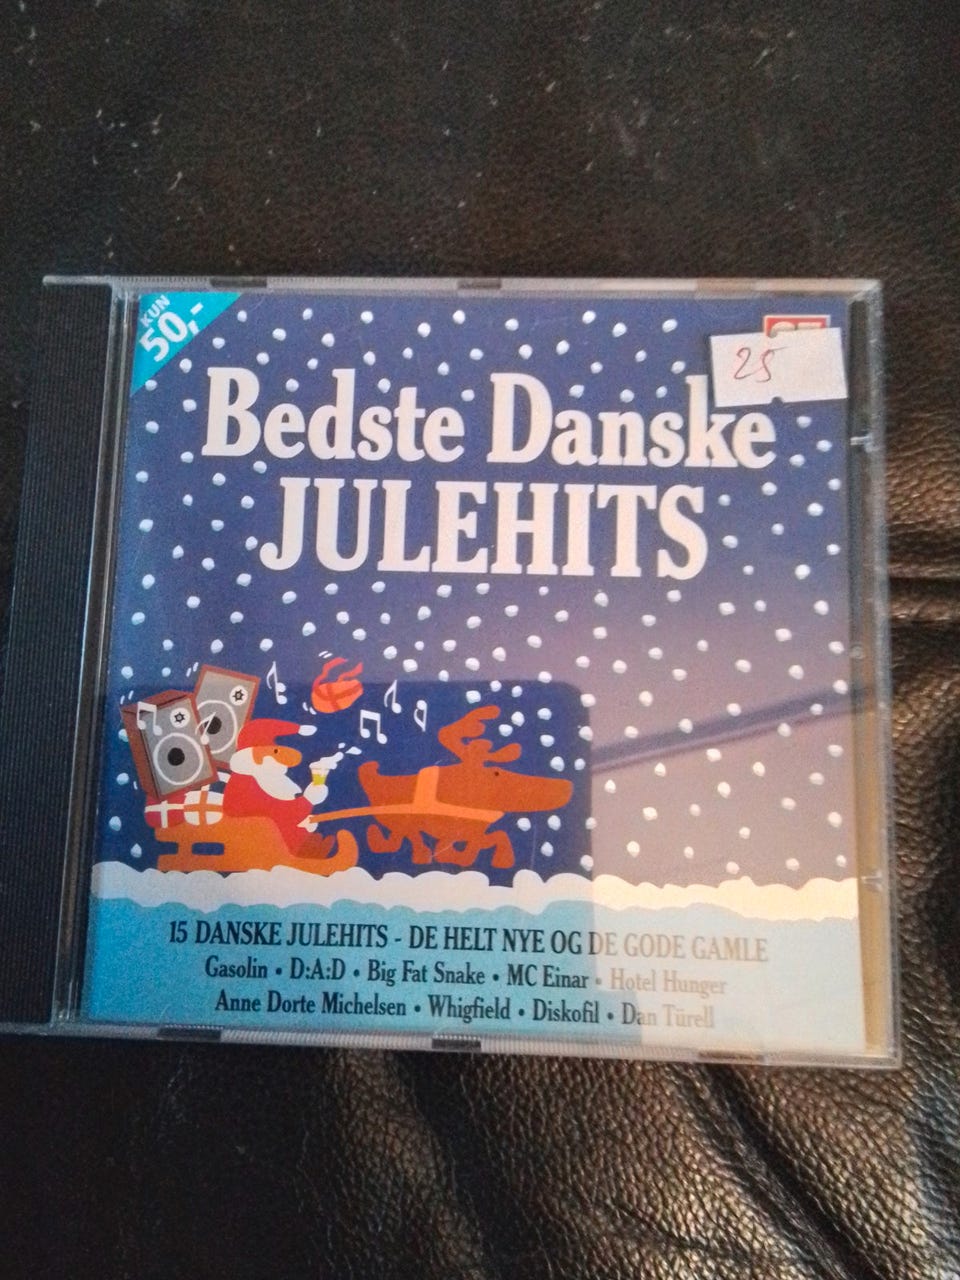 KUN
50,-
25
Bedste Danske
JULEHITS
15 DANSKE JULEHITS - DE HELT NYE OG DE GODE GAMLE
Gasolin • D:A:D • Big Fat Snake • MC Einar • Hotel Hunger
Anne Dorte Michelsen • Whigfield • Diskofil • Dan Türell